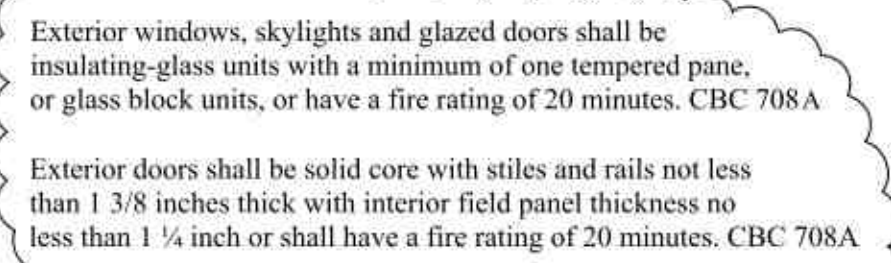 Exterior windows, skylights and glazed doors shall be
insulating-glass units with a minimum of one tempered pane,
or glass block units, or have a fire rating of 20 minutes. CBC 708A
Exterior doors shall be solid core with stiles and rails not less
than 1 3/8 inches thick with interior field panel thickness no
less than 1 ¼ inch or shall have a fire rating of 20 minutes. CBC 708A